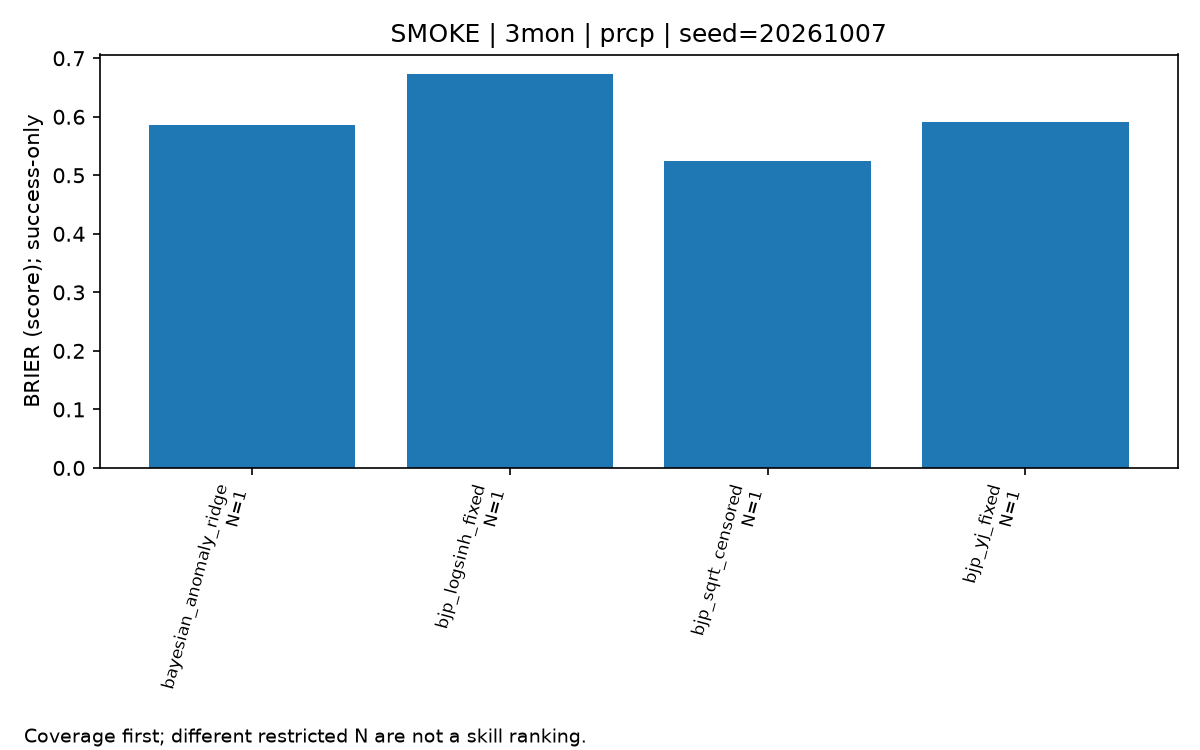 SMOKE | 3mon | prcp | seed=20261007
BRIER (score); success-only
0.7
0.6
0.5
0.4
0.3
0.2
0.1
0.0
bayesian_anomaly_ridge
N=1
bjp_logsinh_fixed
N=1
bjp_sqrt_censored
N=1
bjp_yj_fixed
N=1
Coverage first; different restricted N are not a skill ranking.